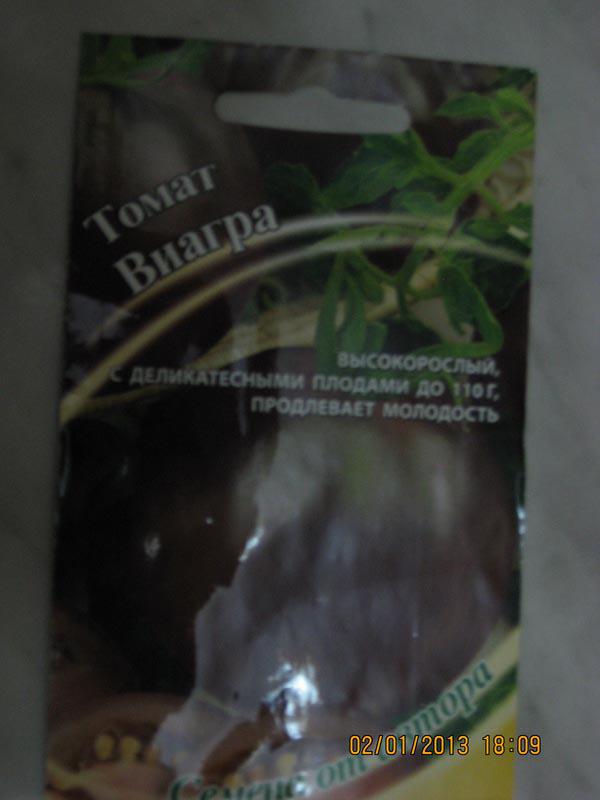 Томат
Виагра
ВЫСОКОРОСЛЫЙ,
С ДЕЛИКАТЕСНЫМИ ПЛОДАМИ ДО 110 Г,
ПРОДЛЕВАЕТ МОЛОДОСТЬ
Семена от автора
02/01/2013 18:09